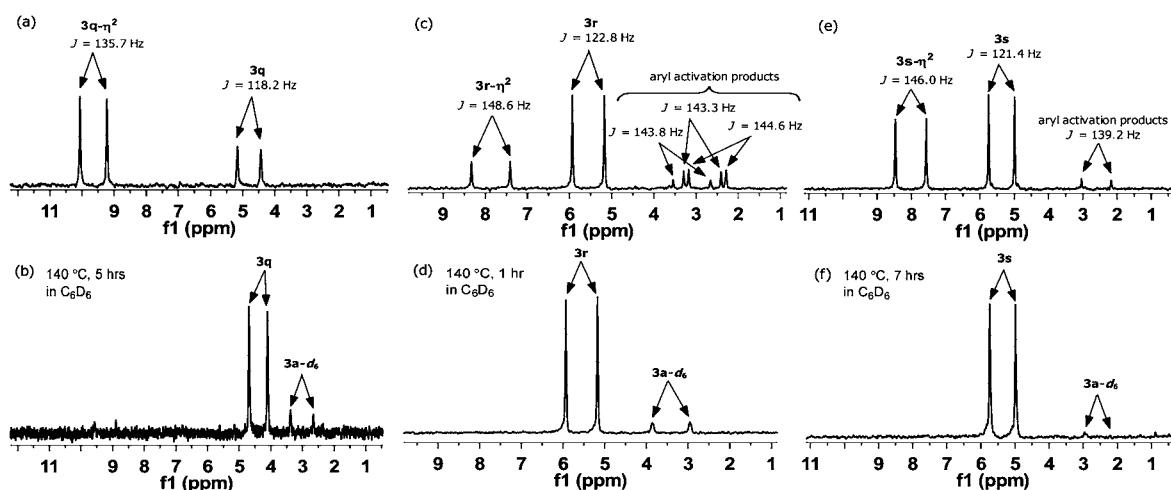 (a)
3q-η²
J = 135.7 Hz
3q
J = 118.2 Hz
11 9 8 7 6 5 4 3 2 1
f1 (ppm)
(c)
3r
J = 122.8 Hz
3r-η²
J = 148.6 Hz
aryl activation products
J = 143.3 Hz
J = 143.8 Hz
J = 144.6 Hz
9 8 7 6 5 4 3 2 1
f1 (ppm)
(e)
3s-η²
J = 146.0 Hz
3s
J = 121.4 Hz
aryl activation products
J = 139.2 Hz
11 9 8 7 6 5 4 3 2 1
f1 (ppm)
(b) 140 °C, 5 hrs
in C₆D₆
3q
3a-d₆
11 9 8 7 6 5 4 3 2 1
f1 (ppm)
(d) 140 °C, 1 hr
in C₆D₆
3r
3a-d₆
9 8 7 6 5 4 3 2 1
f1 (ppm)
(f) 140 °C, 7 hrs
in C₆D₆
3s
3a-d₆
11 9 8 7 6 5 4 3 2 1
f1 (ppm)